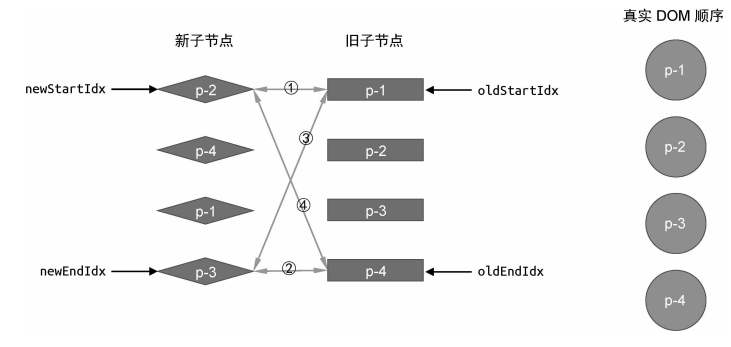 真实 DOM 顺序
新子节点 旧子节点
newStartIdx p-2 ① p-1 oldStartIdx p-1
③
p-4 p-2 p-2
p-1 ④ p-3 p-3
newEndIdx p-3 ② p-4 oldEndIdx
p-4